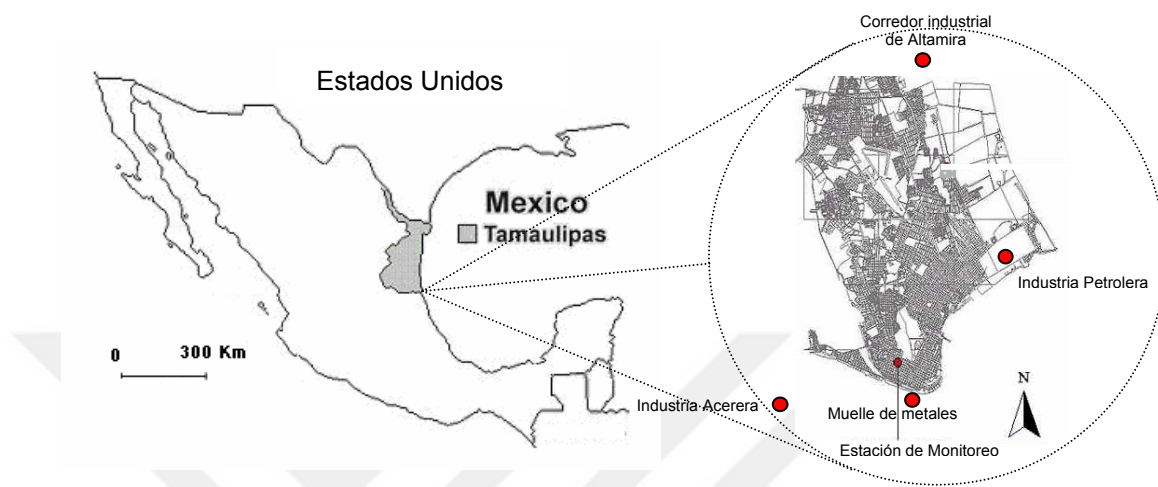 Corredor industrial
de Altamira
Estados Unidos
Mexico
Tamaulipas
Industria Petrolera
0 300 Km
N
Industria Acerera
Muelle de metales
Estación de Monitoreo